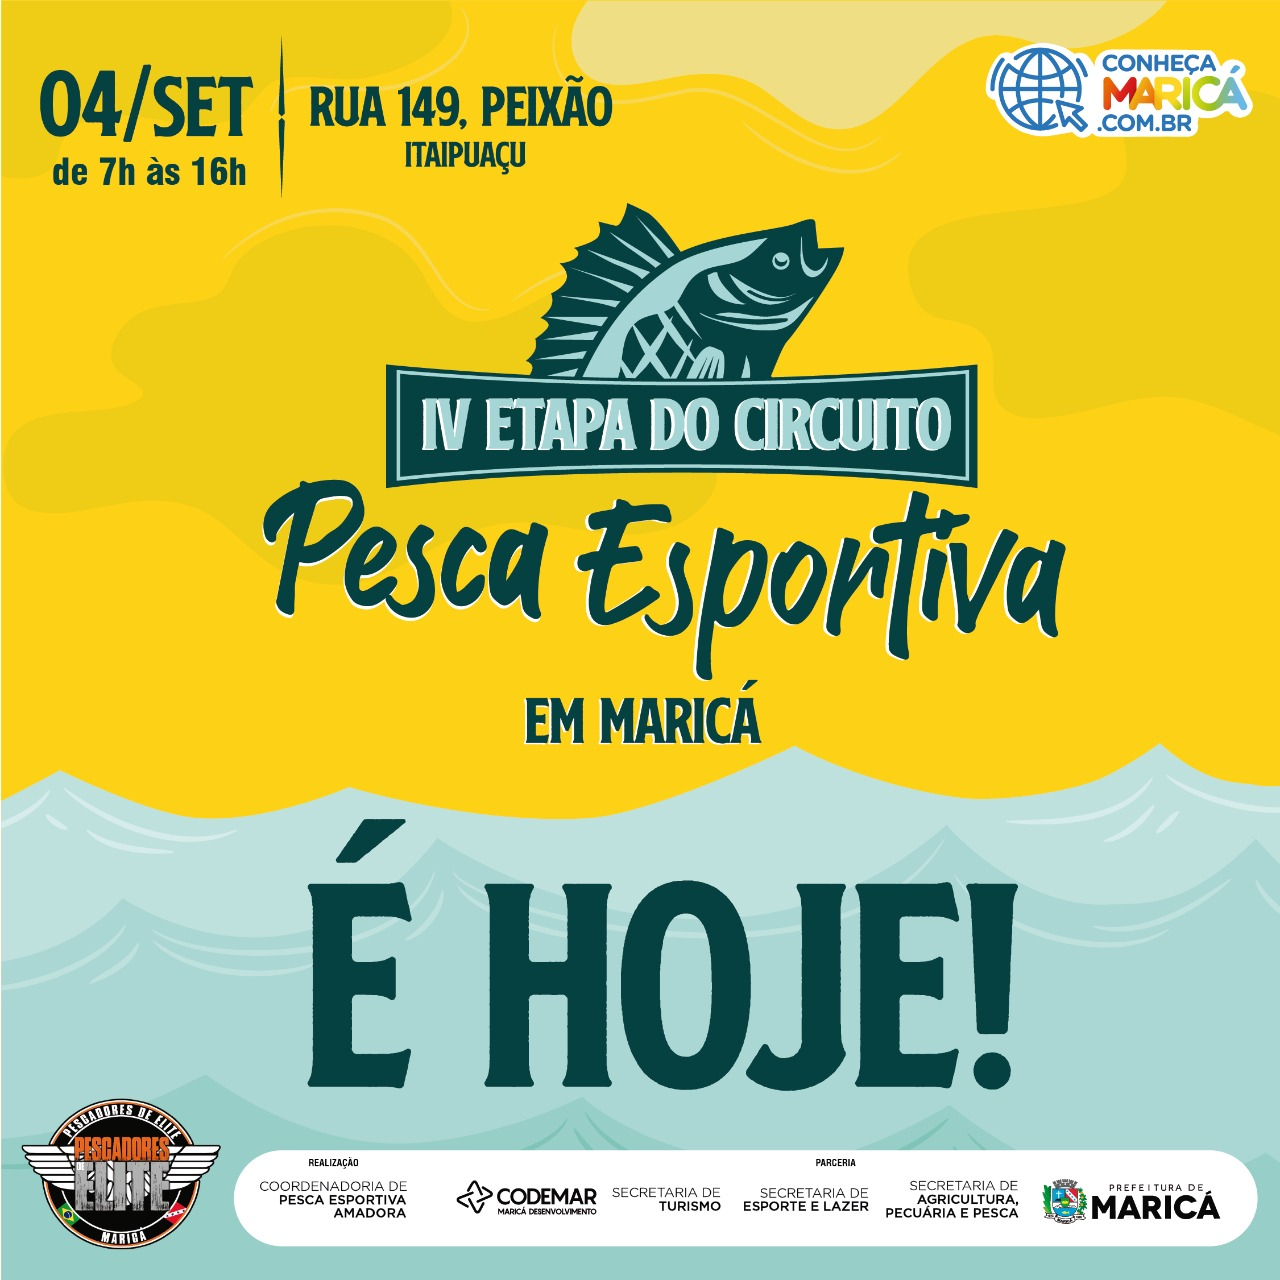 04/SET
de 7h às 16h
RUA 149, PEIXÃO
ITAIPUAÇU
CONHEÇA
MARICÁ
.COM.BR
IV ETAPA DO CIRCUITO
Pesca Esportiva
EM MARICÁ
É HOJE!
PESCADORES DE ELITE
PESCADORES
DE
ELITE
MARICÁ
REALIZAÇÃO
COORDENADORIA DE
PESCA ESPORTIVA
AMADORA
CODEMAR
MARICÁ DESENVOLVIMENTO
PARCERIA
SECRETARIA DE
TURISMO
SECRETARIA DE
ESPORTE E LAZER
SECRETARIA DE
AGRICULTURA,
PECUÁRIA E PESCA
PREFEITURA DE
MARICÁ